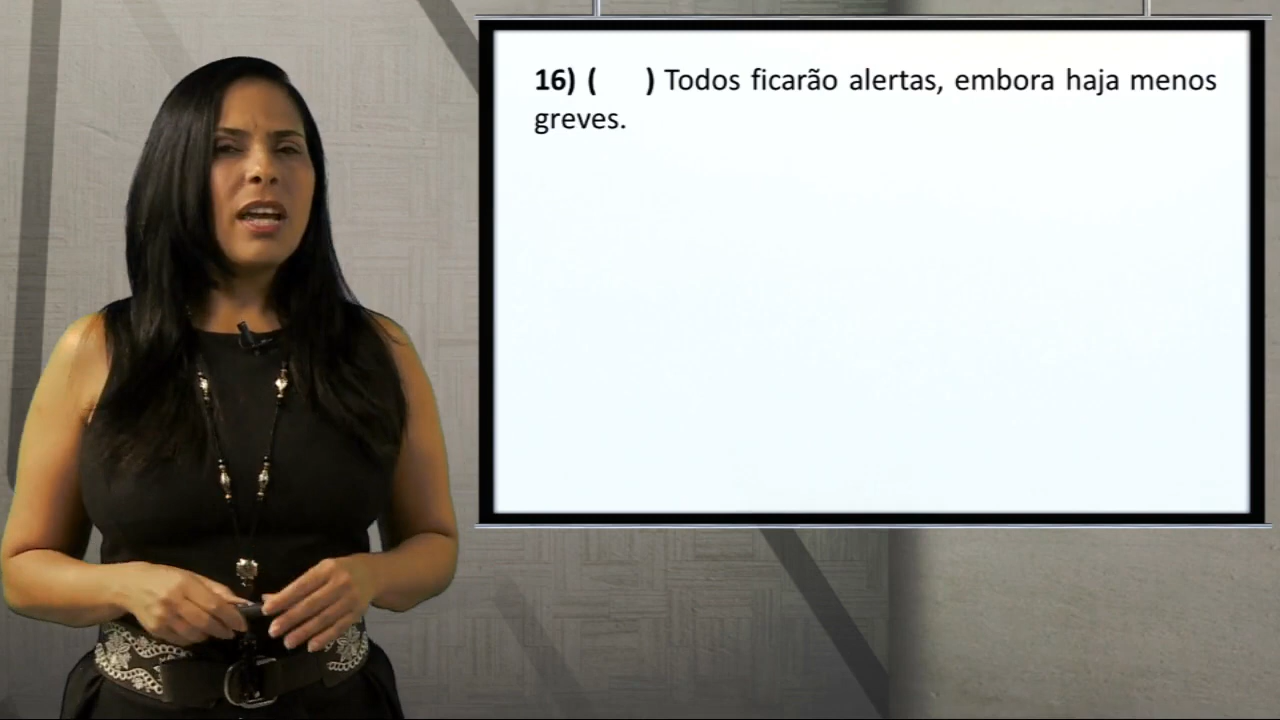 16) ( ) Todos ficarão alertas, embora haja menos
greves.